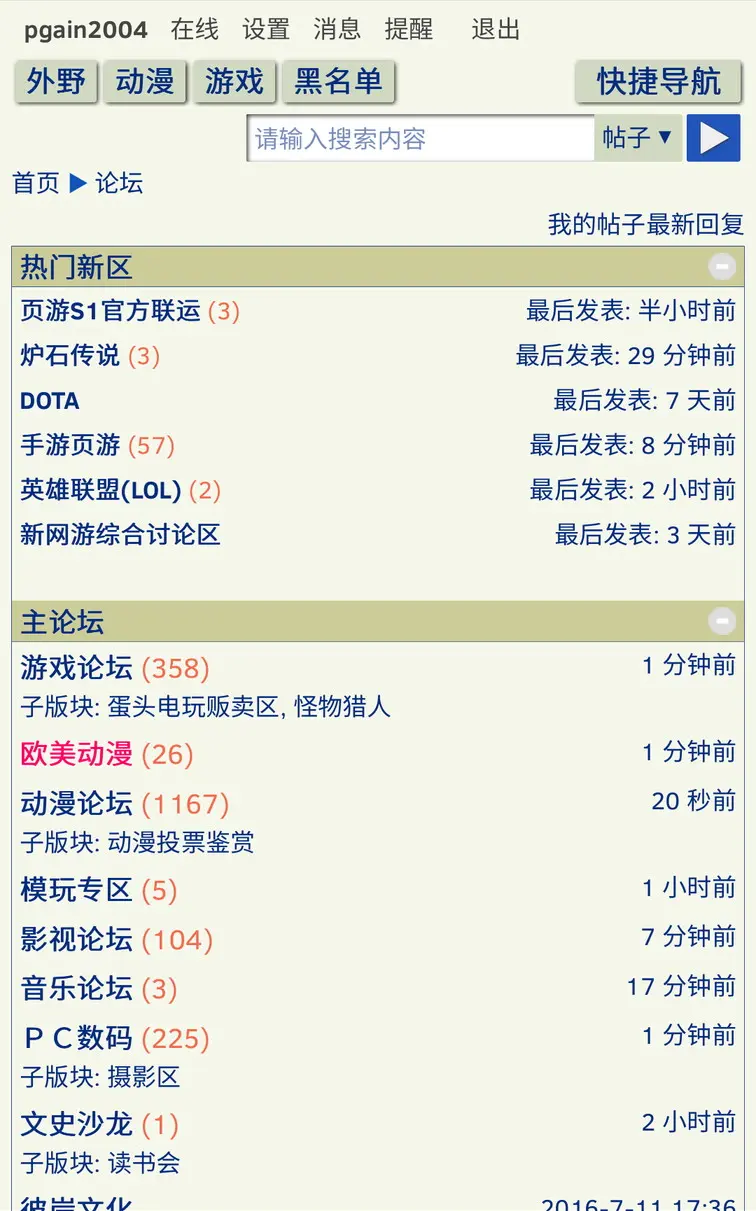 pgain2004 在线 设置 消息 提醒 退出
外野 动漫 游戏 黑名单 快捷导航
请输入搜索内容 帖子 ▼
首页 ▶ 论坛
我的帖子最新回复
热门新区
页游S1官方联运 (3) 最后发表: 半小时前
炉石传说 (3) 最后发表: 29 分钟前
DOTA 最后发表: 7 天前
手游页游 (57) 最后发表: 8 分钟前
英雄联盟(LOL) (2) 最后发表: 2 小时前
新网游综合讨论区 最后发表: 3 天前
主论坛
游戏论坛 (358) 1 分钟前
子版块: 蛋头电玩贩卖区, 怪物猎人
欧美动漫 (26) 1 分钟前
动漫论坛 (1167) 20 秒前
子版块: 动漫投票鉴赏
模玩专区 (5) 1 小时前
影视论坛 (104) 7 分钟前
音乐论坛 (3) 17 分钟前
ＰＣ数码 (225) 1 分钟前
子版块: 摄影区
文史沙龙 (1) 2 小时前
子版块: 读书会
彼岸文化 2016-7-11 17:36